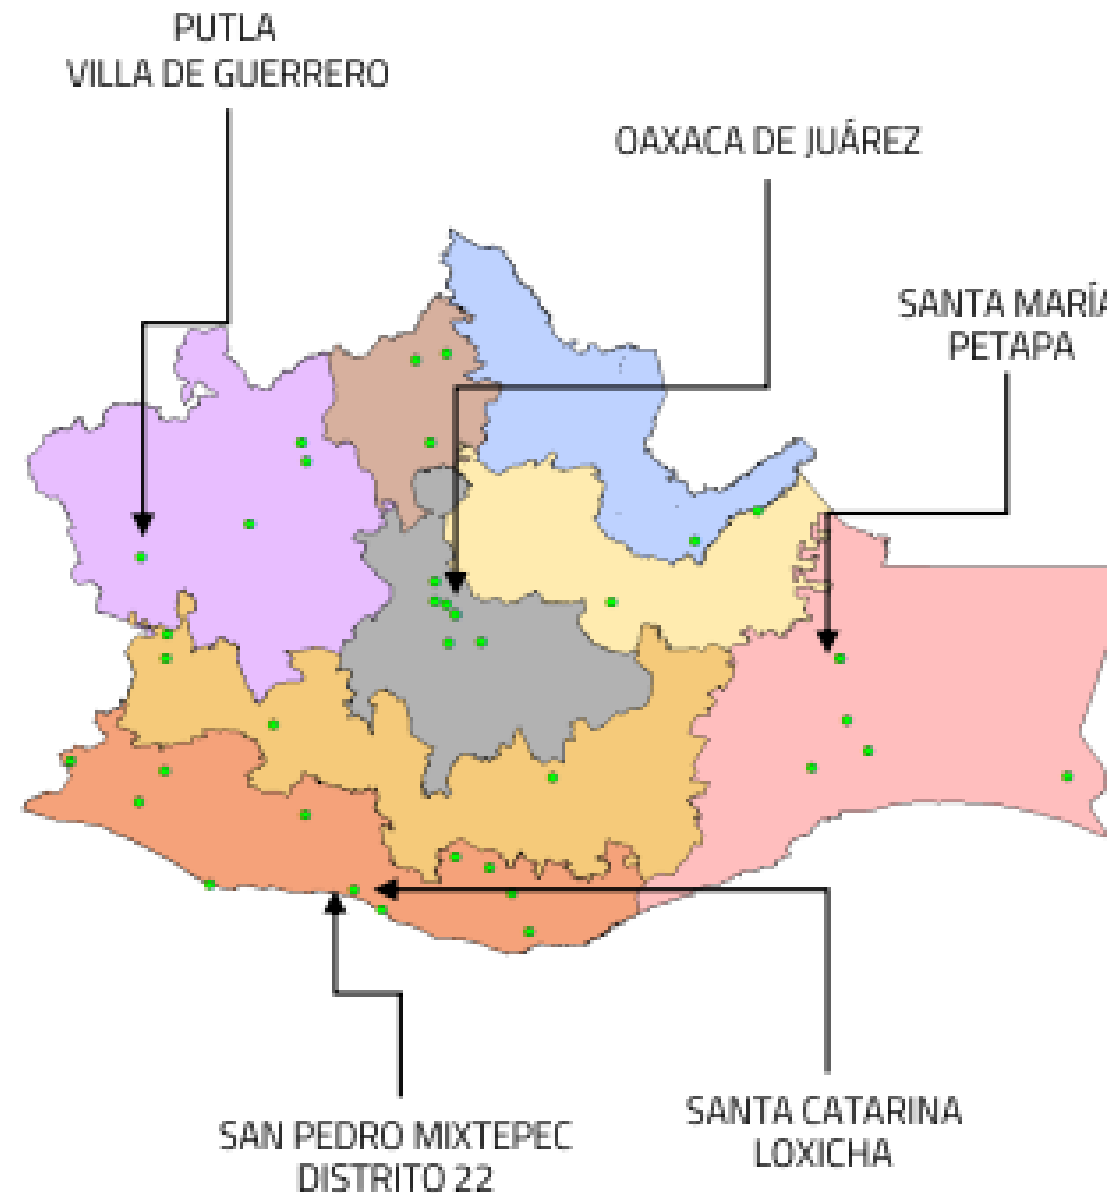 PUTLA
VILLA DE GUERRERO
OAXACA DE JUÁREZ
SANTA MARÍA
PETAPA
SANTA CATARINA
LOXICHA
SAN PEDRO MIXTEPEC
DISTRITO 22